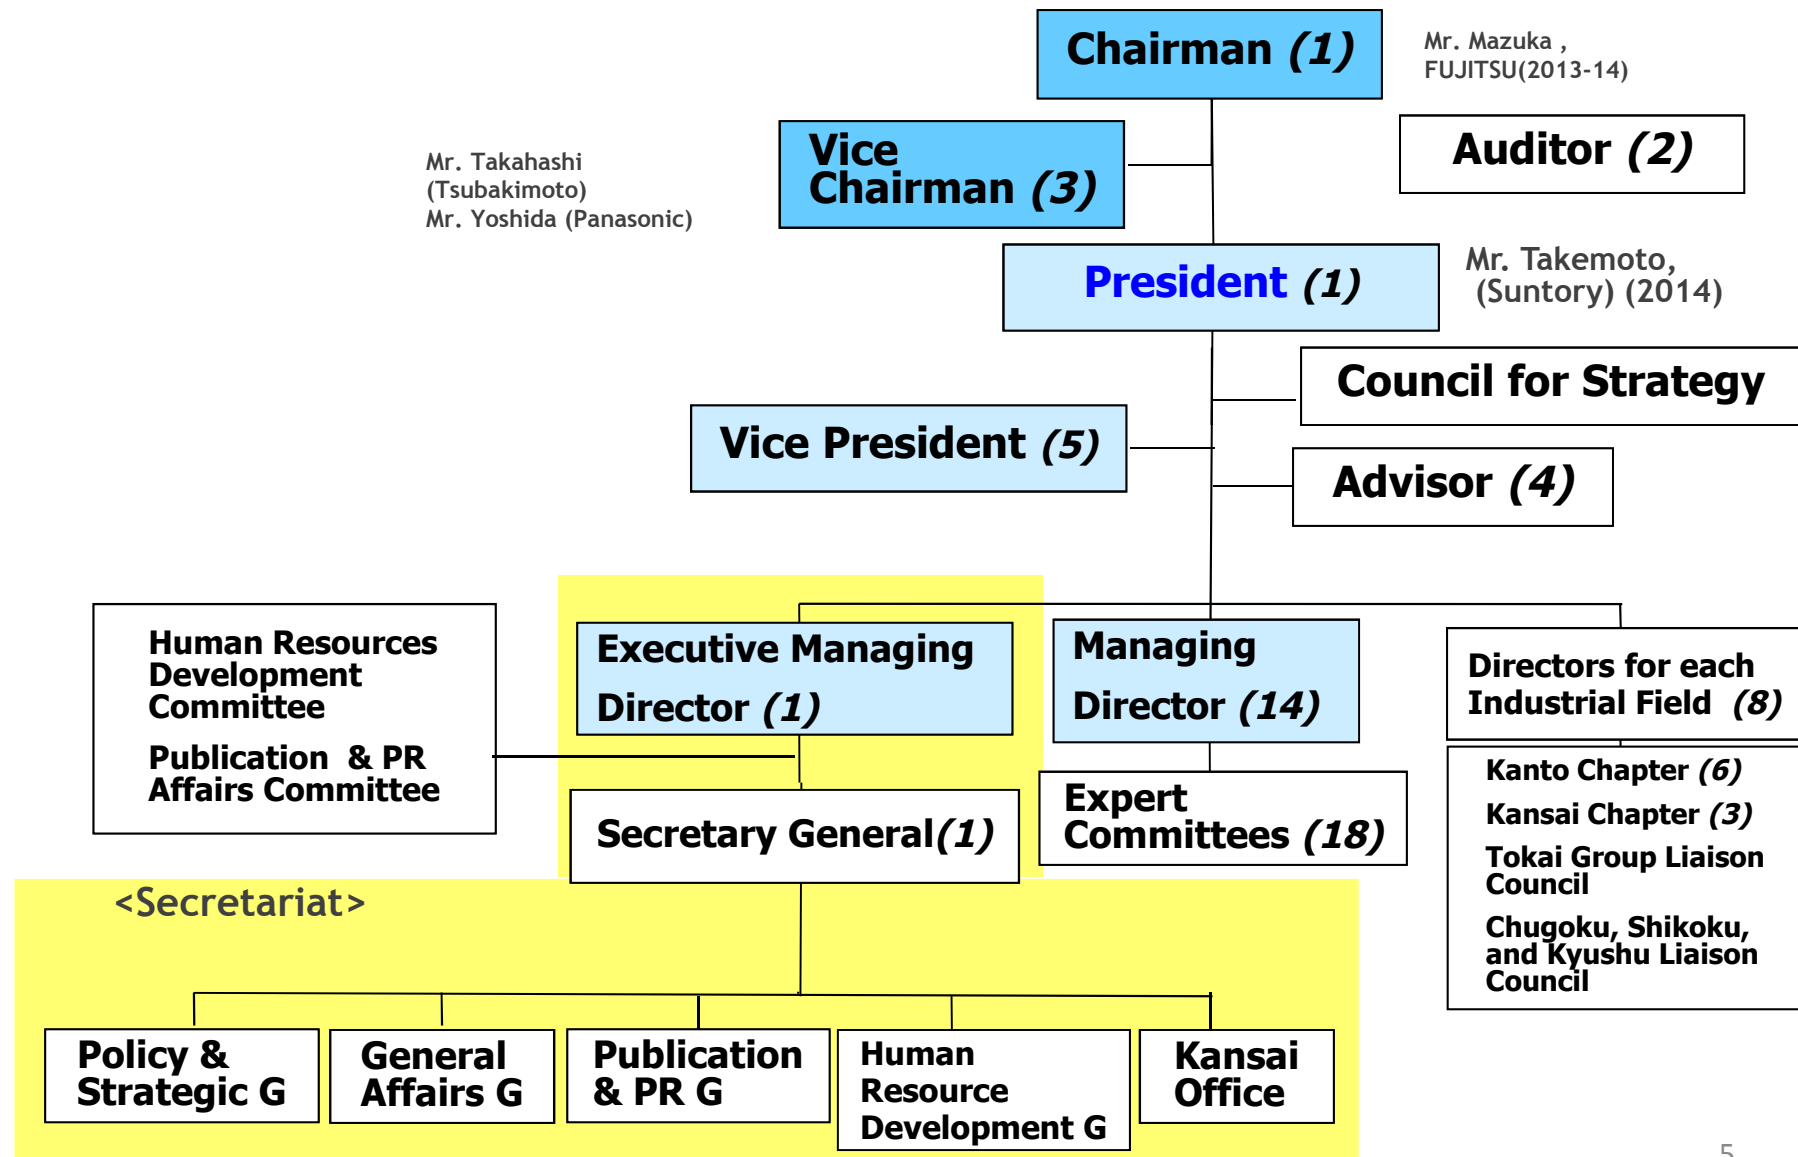 Chairman (1)
Mr. Mazuka ,
FUJITSU(2013-14)
Vice
Chairman (3)
Auditor (2)
Mr. Takahashi
(Tsubakimoto)
Mr. Yoshida (Panasonic)
President (1)
Mr. Takemoto,
(Suntory) (2014)
Council for Strategy
Vice President (5)
Advisor (4)
Human Resources
Development
Committee
Publication & PR
Affairs Committee
Executive Managing
Director (1)
Managing
Director (14)
Directors for each
Industrial Field (8)
Secretary General(1)
Expert
Committees (18)
Kanto Chapter (6)
Kansai Chapter (3)
Tokai Group Liaison
Council
Chugoku, Shikoku,
and Kyushu Liaison
Council
<Secretariat>
Policy &
Strategic G
General
Affairs G
Publication
& PR G
Human
Resource
Development G
Kansai
Office
5